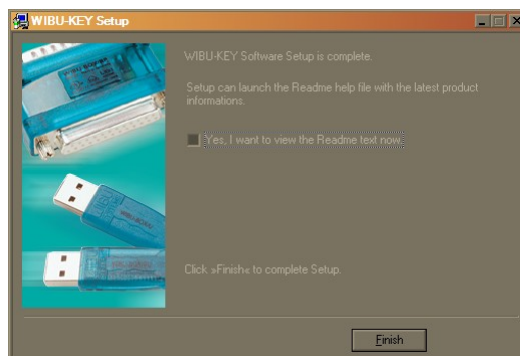 WIBU-KEY Setup
WIBU-KEY Software Setup is complete.
Setup can launch the Readme help file with the latest product
informations.
Yes, I want to view the Readme text now.
Click »Finish« to complete Setup.
Finish